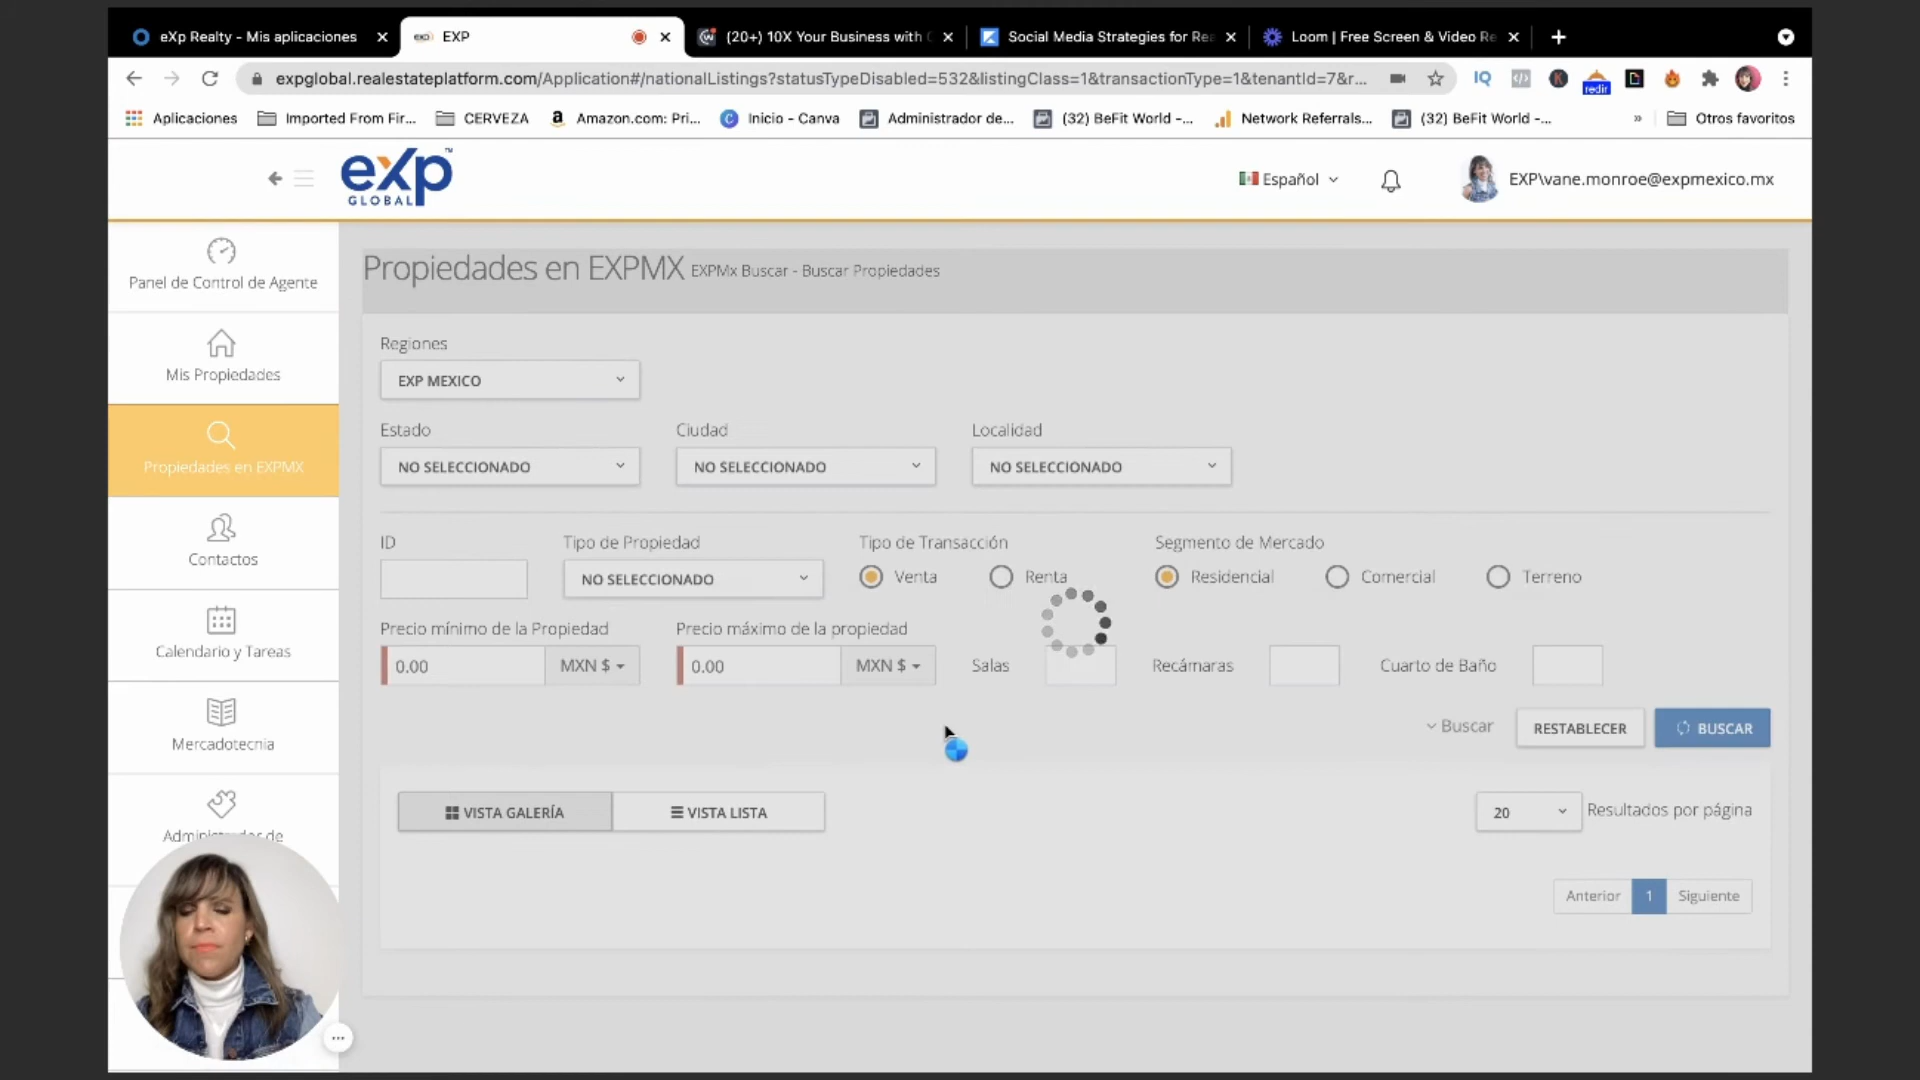 eXp Realty - Mis aplicaciones
EXP
(20+) 10X Your Business with
Social Media Strategies for Re
Loom | Free Screen & Video Re
expglobal.realestateplatform.com/Application#/nationalListings?statusTypeDisabled=532&listingClass=1&transactionType=1&tenantId=7&r...
IQ
K
redir
Aplicaciones
Imported From Fir...
CERVEZA
Amazon.com: Pri...
Inicio - Canva
Administrador de...
(32) BeFit World -...
Network Referrals...
(32) BeFit World -...
»
Otros favoritos
eXp™
GLOBAL
Español
EXP\vane.monroe@expmexico.mx
Panel de Control de Agente
Mis Propiedades
Propiedades en EXPMX
Contactos
Calendario y Tareas
Mercadotecnia
Administrador de
Propiedades en EXPMX EXPMx Buscar - Buscar Propiedades
Regiones
EXP MEXICO
Estado
Ciudad
Localidad
NO SELECCIONADO
NO SELECCIONADO
NO SELECCIONADO
ID
Tipo de Propiedad
Tipo de Transacción
Segmento de Mercado
NO SELECCIONADO
Venta
Renta
Residencial
Comercial
Terreno
Precio mínimo de la Propiedad
Precio máximo de la propiedad
0.00
MXN $
0.00
MXN $
Salas
Recámaras
Cuarto de Baño
Buscar
RESTABLECER
BUSCAR
VISTA GALERÍA
VISTA LISTA
20
Resultados por página
Anterior
1
Siguiente